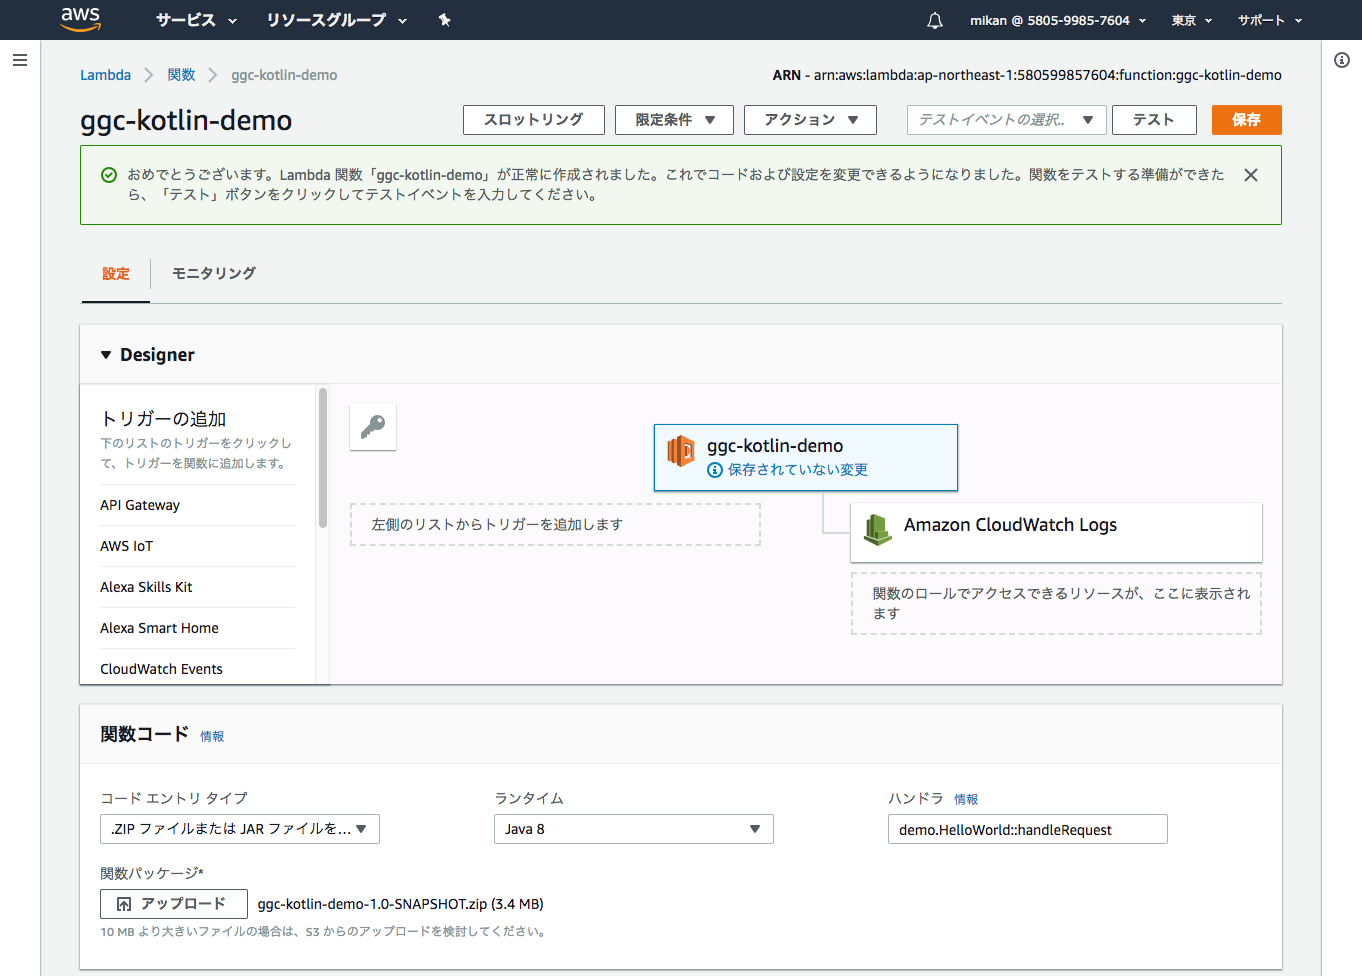 aws サービス リソースグループ mikan @ 5805-9985-7604 東京 サポート
Lambda 関数 ggc-kotlin-demo ARN - arn:aws:lambda:ap-northeast-1:580599857604:function:ggc-kotlin-demo
ggc-kotlin-demo スロットリング 限定条件 アクション テストイベントの選択.. テスト 保存
おめでとうございます。Lambda 関数「ggc-kotlin-demo」が正常に作成されました。これでコードおよび設定を変更できるようになりました。関数をテストする準備ができた
ら、「テスト」ボタンをクリックしてテストイベントを入力してください。
設定 モニタリング
Designer
トリガーの追加
下のリストのトリガーをクリックし
て、トリガーを関数に追加します。
API Gateway
AWS IoT
Alexa Skills Kit
Alexa Smart Home
CloudWatch Events
ggc-kotlin-demo
保存されていない変更
左側のリストからトリガーを追加します
Amazon CloudWatch Logs
関数のロールでアクセスできるリソースが、ここに表示され
ます
関数コード 情報
コード エントリ タイプ ランタイム ハンドラ 情報
.ZIP ファイルまたは JAR ファイルを... Java 8 demo.HelloWorld::handleRequest
関数パッケージ*
アップロード ggc-kotlin-demo-1.0-SNAPSHOT.zip (3.4 MB)
10 MB より大きいファイルの場合は、S3 からのアップロードを検討してください。